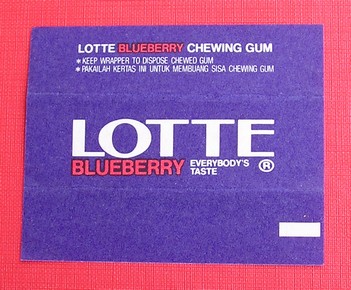 LOTTE BLUEBERRY CHEWING GUM
* KEEP WRAPPER TO DISPOSE CHEWED GUM
* PAKAILAH KERTAS INI UNTUK MEMBUANG SISA CHEWING GUM
LOTTE
BLUEBERRY EVERYBODY'S TASTE ®